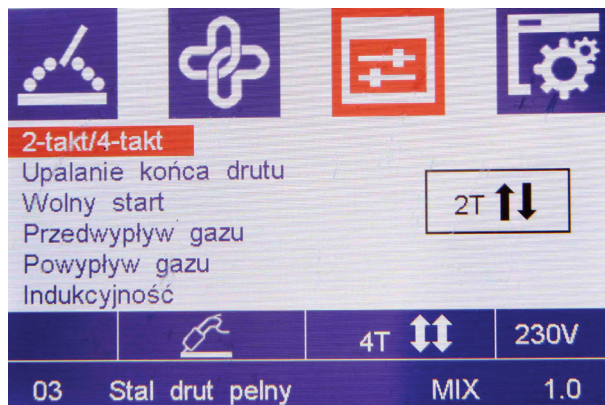 2-takt/4-takt
Upalanie końca drutu
Wolny start
2T
Przedwypływ gazu
Powypływ gazu
Indukcyjność
4T 230V
03 Stal drut pelny MIX 1.0